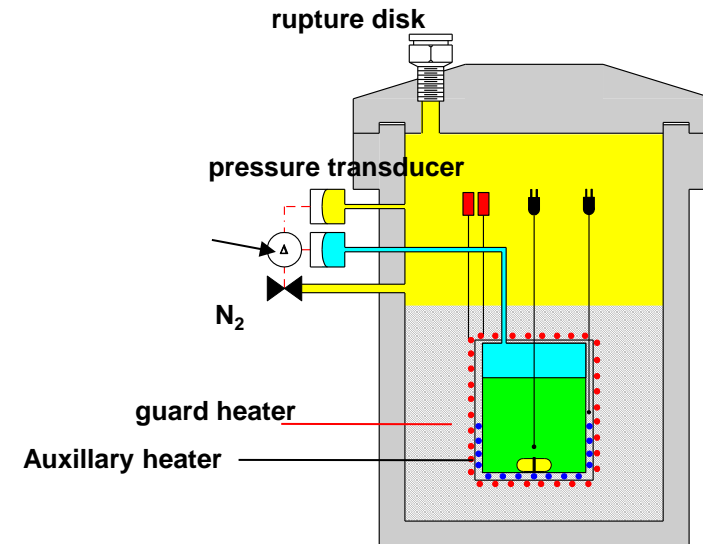 rupture disk
pressure transducer
Δ
N₂
guard heater
Auxillary heater